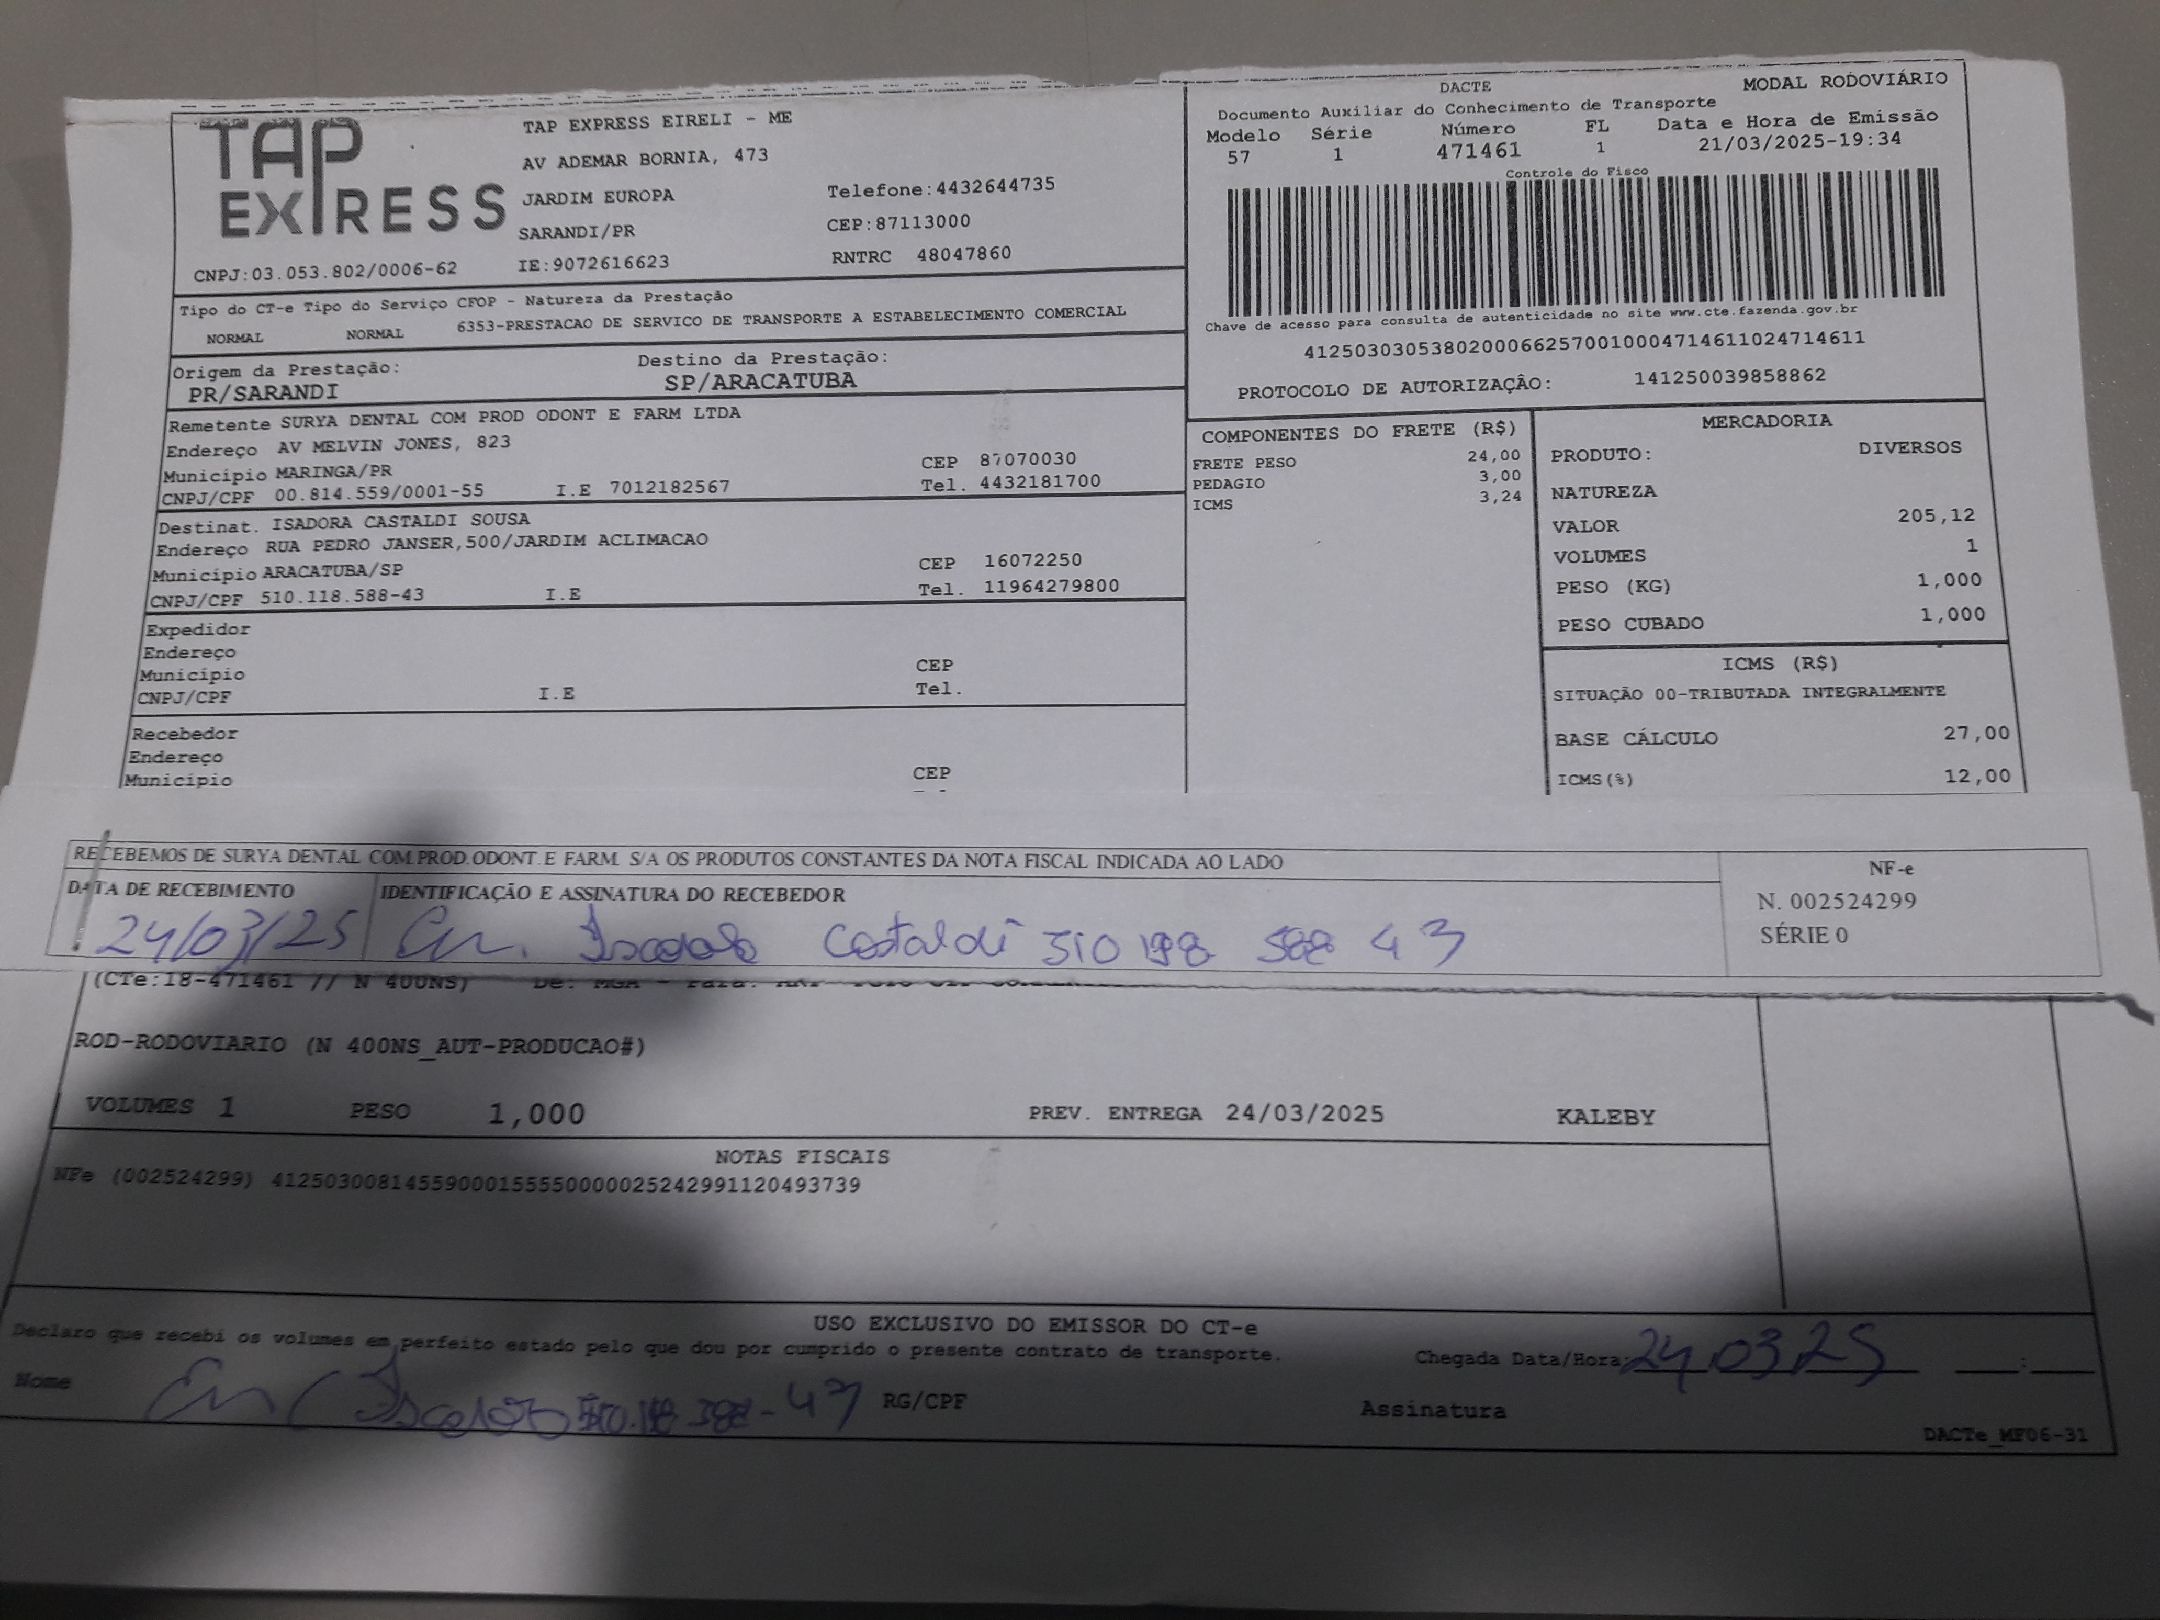 TAP EXPRESS
TAP EXPRESS EIRELI - ME
AV ADEMAR BORNIA, 473
JARDIM EUROPA Telefone:4432644735
SARANDI/PR CEP:87113000
CNPJ:03.053.802/0006-62 IE:9072616623 RNTRC 48047860
DACTE MODAL RODOVIÁRIO
Documento Auxiliar do Conhecimento de Transporte
Modelo Série Número FL Data e Hora de Emissão
57 1 471461 1 21/03/2025-19:34
Controle do Fisco
Chave de acesso para consulta de autenticidade no site www.cte.fazenda.gov.br
41250303053802000662570010004714611024714611
PROTOCOLO DE AUTORIZAÇÃO: 141250039858862
Tipo do CT-e Tipo do Serviço CFOP - Natureza da Prestação
NORMAL NORMAL 6353-PRESTACAO DE SERVICO DE TRANSPORTE A ESTABELECIMENTO COMERCIAL
Origem da Prestação: Destino da Prestação:
PR/SARANDI SP/ARACATUBA
Remetente SURYA DENTAL COM PROD ODONT E FARM LTDA
Endereço AV MELVIN JONES, 823
Município MARINGA/PR CEP 87070030
CNPJ/CPF 00.814.559/0001-55 I.E 7012182567 Tel. 4432181700
Destinat. ISADORA CASTALDI SOUSA
Endereço RUA PEDRO JANSER,500/JARDIM ACLIMACAO
Município ARACATUBA/SP CEP 16072250
CNPJ/CPF 510.118.588-43 I.E Tel. 11964279800
Expedidor
Endereço
Município CEP
CNPJ/CPF I.E Tel.
Recebedor
Endereço
Município CEP
COMPONENTES DO FRETE (R$)
FRETE PESO 24,00
PEDAGIO 3,00
ICMS 3,24
MERCADORIA
PRODUTO: DIVERSOS
NATUREZA
VALOR 205,12
VOLUMES 1
PESO (KG) 1,000
PESO CUBADO 1,000
ICMS (R$)
SITUAÇÃO 00-TRIBUTADA INTEGRALMENTE
BASE CÁLCULO 27,00
ICMS(%) 12,00
RECEBEMOS DE SURYA DENTAL COM.PROD.ODONT.E FARM. S/A OS PRODUTOS CONSTANTES DA NOTA FISCAL INDICADA AO LADO
DATA DE RECEBIMENTO IDENTIFICAÇÃO E ASSINATURA DO RECEBEDOR
24/03/25 Castaldi 588 43
NF-e
N. 002524299
SÉRIE 0
(CTe:18-471461 // N 400NS) De: MGA - Para:
ROD-RODOVIARIO (N 400NS_AUT-PRODUCAO#)
VOLUMES 1 PESO 1,000 PREV. ENTREGA 24/03/2025 KALEBY
NOTAS FISCAIS
NFe (002524299) 41250300814559000155550000025242991120493739
USO EXCLUSIVO DO EMISSOR DO CT-e
Declaro que recebi os volumes em perfeito estado pelo que dou por cumprido o presente contrato de transporte.
Chegada Data/Hora: 24.03.25 :
Nome RG/CPF Assinatura
DACTe_MF06-31